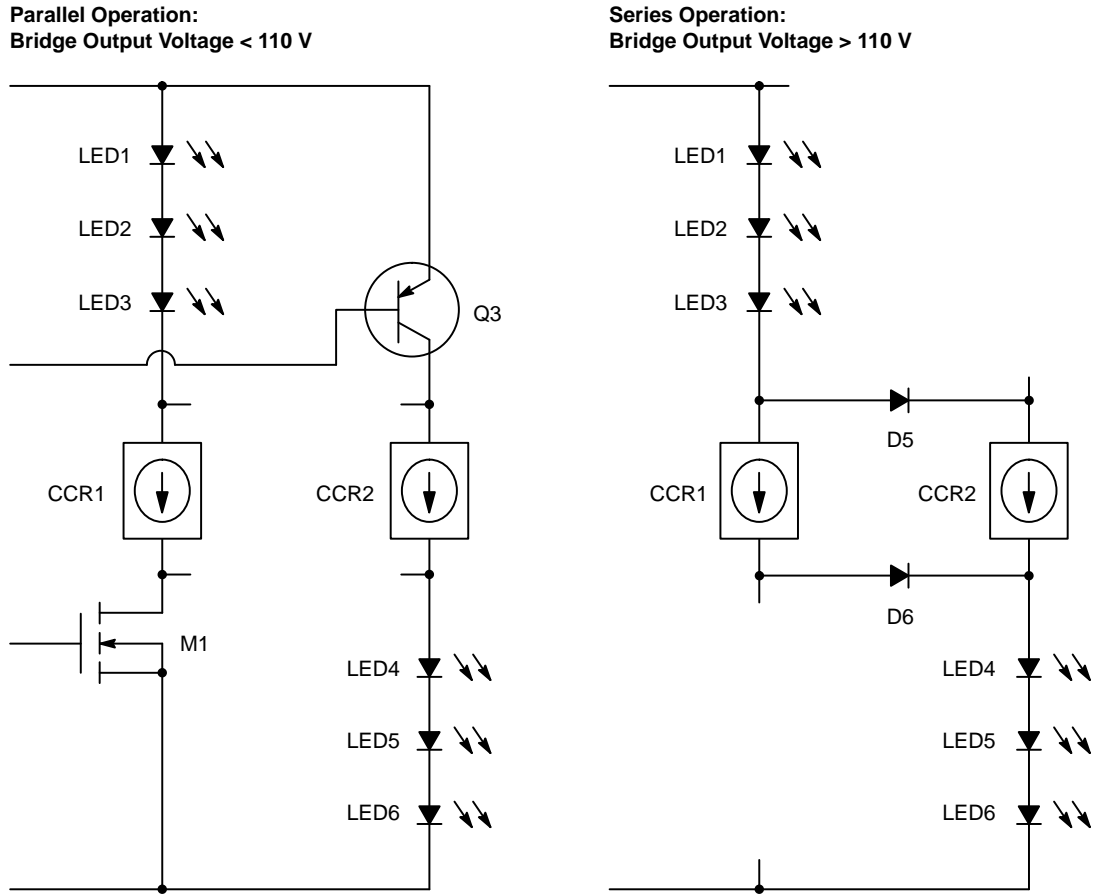 Parallel Operation:
Bridge Output Voltage < 110 V
LED1
LED2
LED3
Q3
CCR1
CCR2
M1
LED4
LED5
LED6
Series Operation:
Bridge Output Voltage > 110 V
LED1
LED2
LED3
D5
CCR1
CCR2
D6
LED4
LED5
LED6